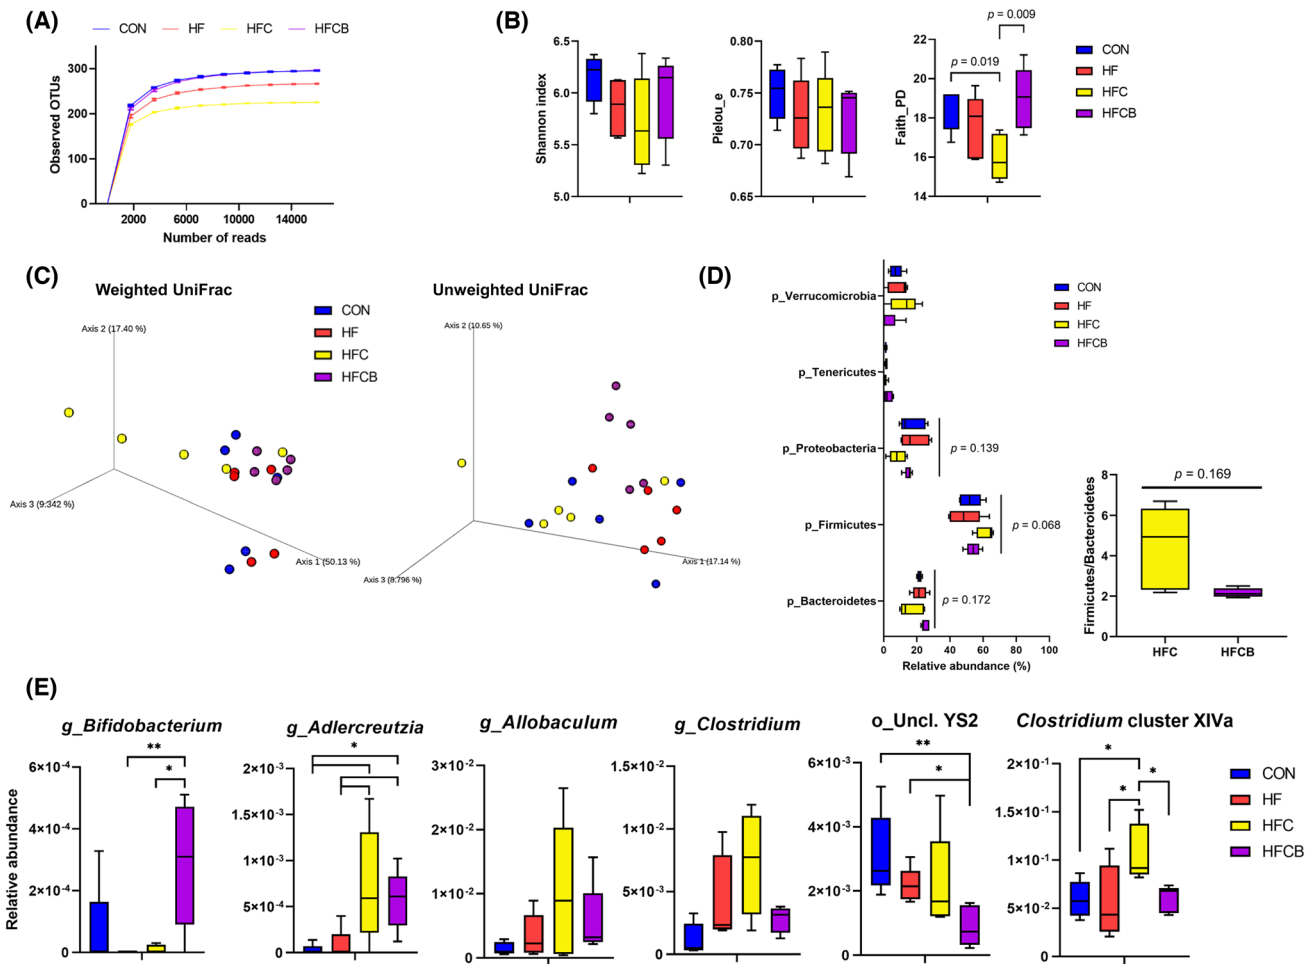 (A)
CON HF HFC HFCB
Observed OTUs
300
200
100
0
2000 6000 10000 14000
Number of reads
(B)
Shannon index
6.5
6.0
5.5
5.0
Pielou_e
0.80
0.75
0.70
0.65
Faith_PD
22
20
18
16
14
p = 0.009
p = 0.019
CON
HF
HFC
HFCB
(C)
Weighted UniFrac
Axis 2 (17.40 %)
Axis 3 (9.342 %)
Axis 1 (50.13 %)
CON
HF
HFC
HFCB
Unweighted UniFrac
Axis 2 (10.65 %)
Axis 3 (8.796 %)
Axis 1 (17.14 %)
(D)
p_Verrucomicrobia
p_Tenericutes
p_Proteobacteria
p = 0.139
p_Firmicutes
p = 0.068
p_Bacteroidetes
p = 0.172
0 20 40 60 80 100
Relative abundance (%)
CON
HF
HFC
HFCB
Firmicutes/Bacteroidetes
8
6
4
2
0
p = 0.169
HFC HFCB
(E)
Relative abundance
g_Bifidobacterium
**
*
6×10-4
4×10-4
2×10-4
0
g_Adlercreutzia
*
2×10-3
1.5×10-3
1×10-3
5×10-4
0
g_Allobaculum
3×10-2
2×10-2
1×10-2
0
g_Clostridium
1.5×10-2
1×10-2
5×10-3
0
o_Uncl. YS2
**
*
6×10-3
4×10-3
2×10-3
0
Clostridium cluster XIVa
*
*
*
2×10-1
1.5×10-1
1×10-1
5×10-2
0
CON
HF
HFC
HFCB